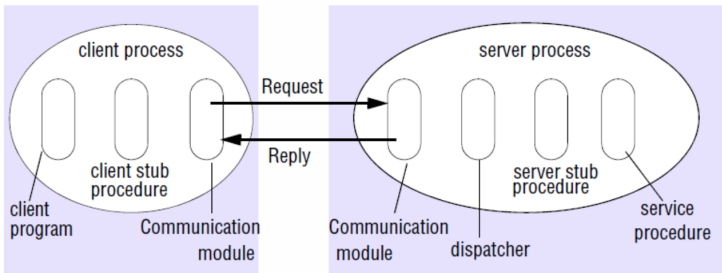 client process
server process
Request
Reply
client stub
procedure
server stub
procedure
client
program
Communication
module
Communication
module
dispatcher
service
procedure